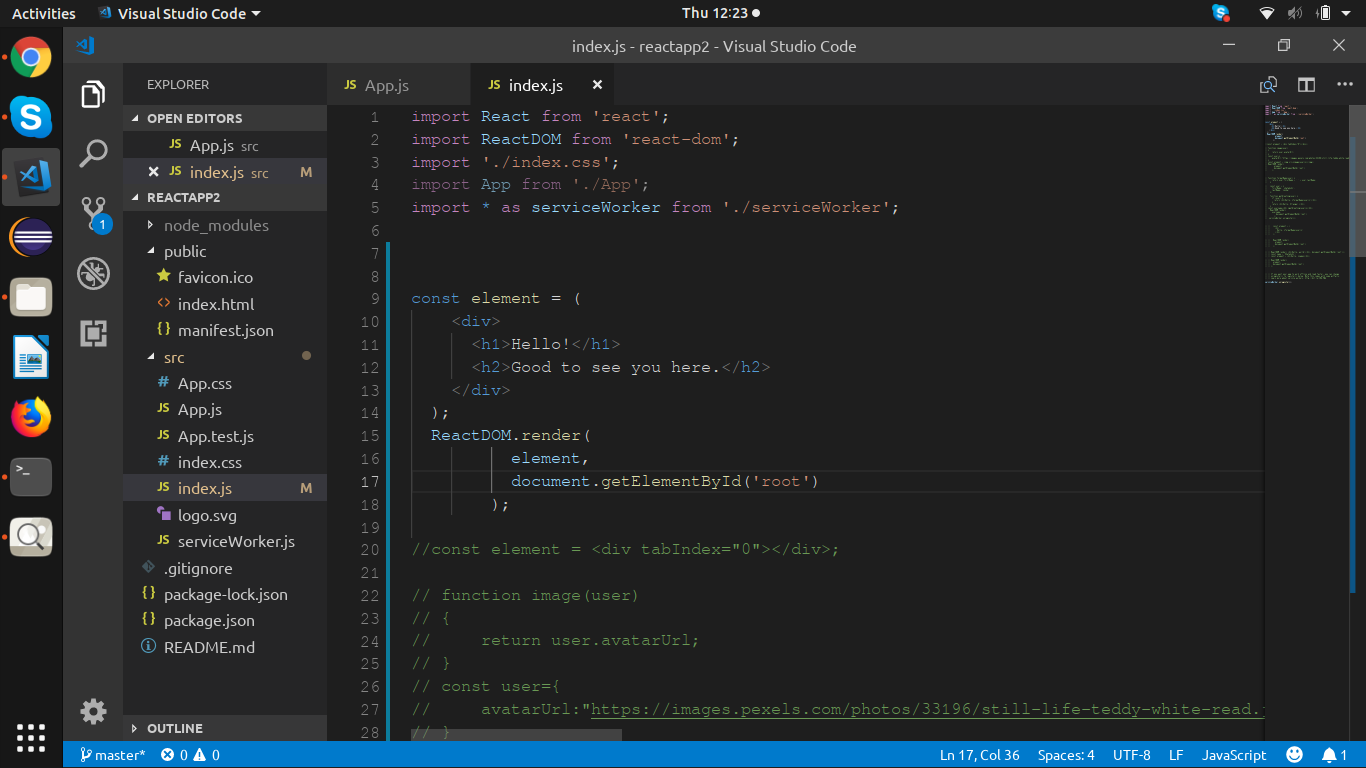 Activities
Visual Studio Code
Thu 12:23
index.js - reactapp2 - Visual Studio Code
EXPLORER
OPEN EDITORS
JS App.js src
JS index.js src M
REACTAPP2
node_modules
public
favicon.ico
<> index.html
{} manifest.json
src
# App.css
JS App.js
JS App.test.js
# index.css
JS index.js M
logo.svg
JS serviceWorker.js
.gitignore
{} package-lock.json
{} package.json
README.md
OUTLINE
1
JS App.js
JS index.js
1 import React from 'react';
2 import ReactDOM from 'react-dom';
3 import './index.css';
4 import App from './App';
5 import * as serviceWorker from './serviceWorker';
6
7
8
9 const element = (
10 <div>
11 <h1>Hello!</h1>
12 <h2>Good to see you here.</h2>
13 </div>
14 );
15 ReactDOM.render(
16 element,
17 document.getElementById('root')
18 );
19
20 //const element = <div tabIndex="0"></div>;
21
22 // function image(user)
23 // {
24 //     return user.avatarUrl;
25 // }
26 // const user={
27 //     avatarUrl:"https://images.pexels.com/photos/33196/still-life-teddy-white-read.
28 // }
master* 0 0
Ln 17, Col 36
Spaces: 4
UTF-8
LF
JavaScript
1